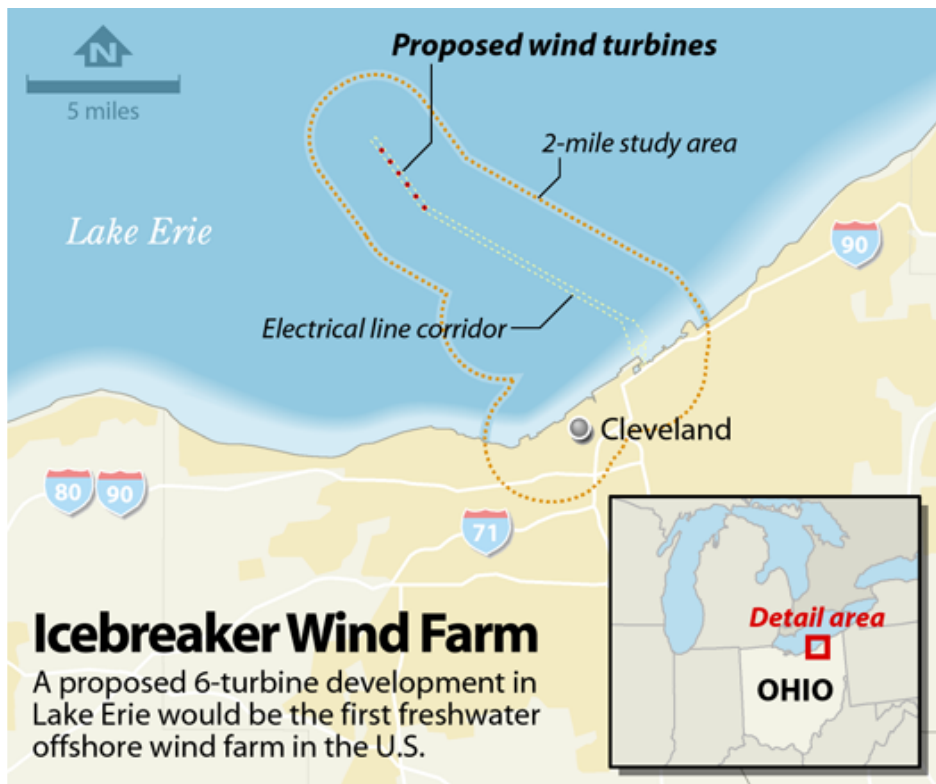 N
5 miles
Proposed wind turbines
2-mile study area
Lake Erie
90
Electrical line corridor
Cleveland
80
90
71
Icebreaker Wind Farm
A proposed 6-turbine development in
Lake Erie would be the first freshwater
offshore wind farm in the U.S.
Detail area
OHIO